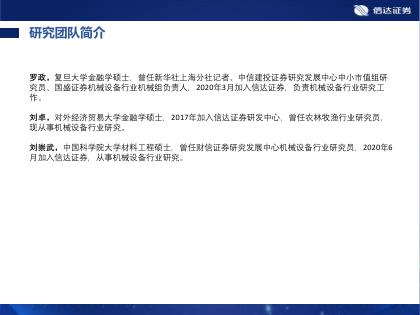 信达证券
研究团队简介
罗政，复旦大学金融学硕士，曾任新华社上海分社记者、中信建投证券研究发展中心中小市值组研
究员、国盛证券机械设备行业机械组负责人，2020年3月加入信达证券，负责机械设备行业研究工
作。
刘卓，对外经济贸易大学金融学硕士，2017年加入信达证券研发中心，曾任农林牧渔行业研究员，
现从事机械设备行业研究。
刘崇武，中国科学院大学材料工程硕士，曾任财信证券研究发展中心机械设备行业研究员，2020年6
月加入信达证券，从事机械设备行业研究。